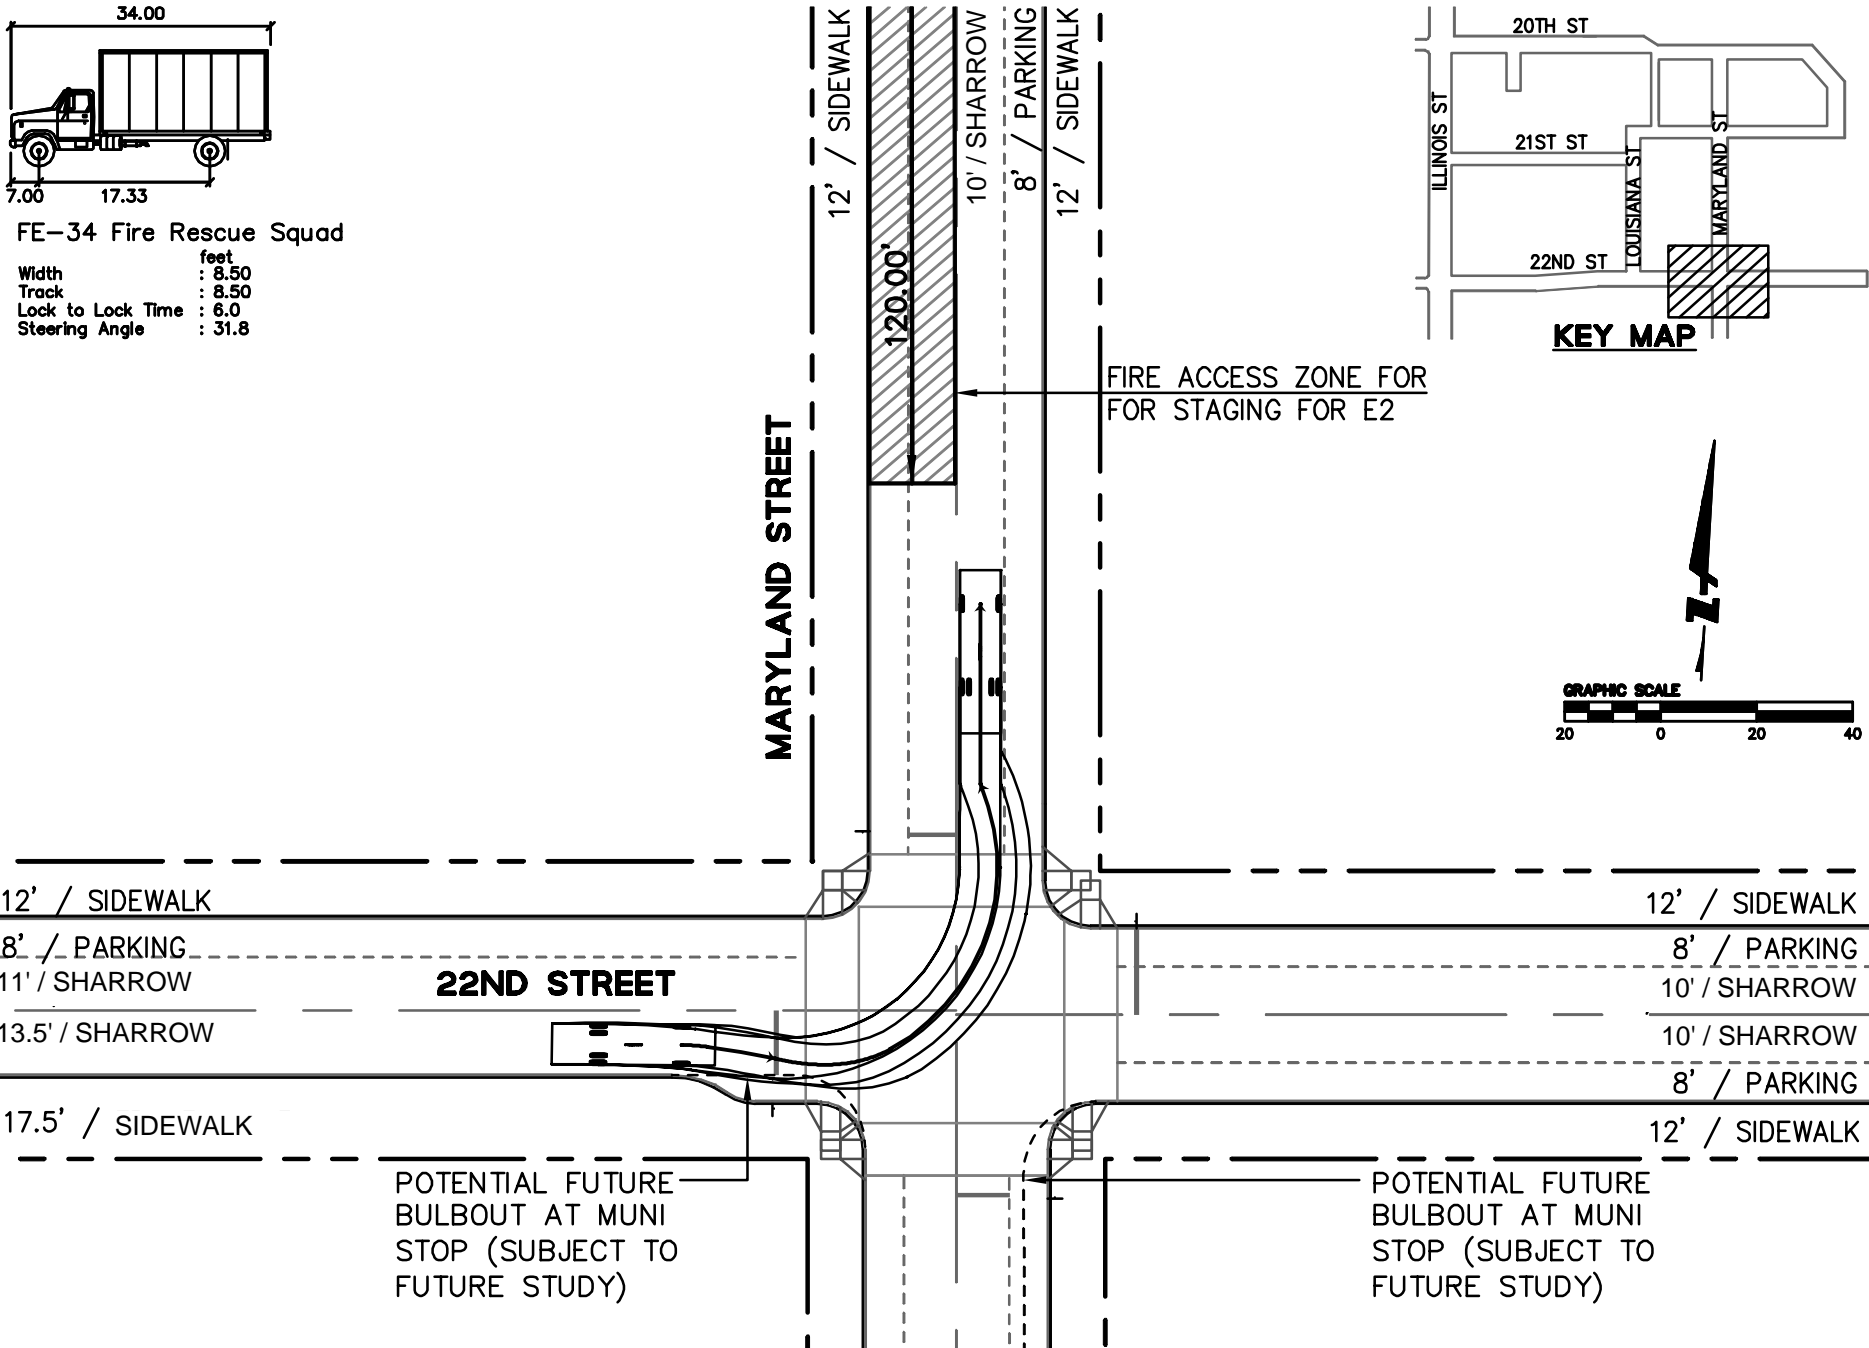 34.00
7.00 17.33
FE-34 Fire Rescue Squad
feet
Width : 8.50
Track : 8.50
Lock to Lock Time : 6.0
Steering Angle : 31.8
12' / SIDEWALK
120.00'
10' / SHARROW
8' / PARKING
12' / SIDEWALK
20TH ST
ILLINOIS ST
21ST ST
LOUISIANA ST
MARYLAND ST
22ND ST
KEY MAP
FIRE ACCESS ZONE FOR
FOR STAGING FOR E2
MARYLAND STREET
Z
GRAPHIC SCALE
20 0 20 40
12' / SIDEWALK
8' / PARKING
11' / SHARROW
13.5' / SHARROW
22ND STREET
17.5' / SIDEWALK
12' / SIDEWALK
8' / PARKING
10' / SHARROW
10' / SHARROW
8' / PARKING
12' / SIDEWALK
POTENTIAL FUTURE
BULBOUT AT MUNI
STOP (SUBJECT TO
FUTURE STUDY)
POTENTIAL FUTURE
BULBOUT AT MUNI
STOP (SUBJECT TO
FUTURE STUDY)